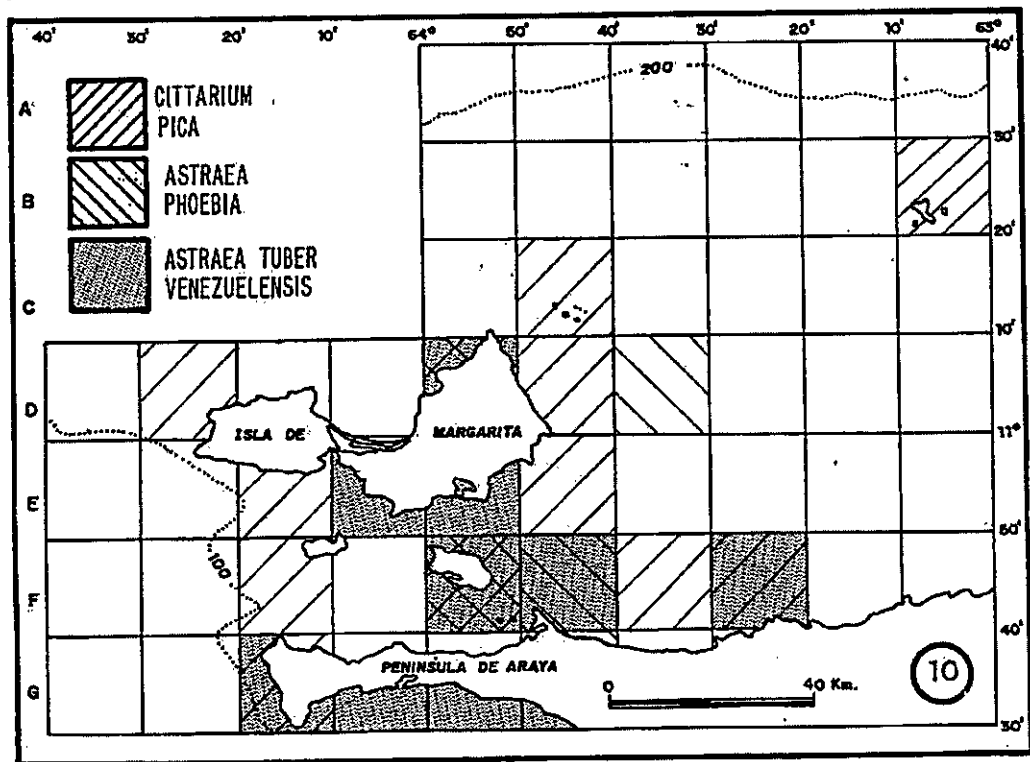 40' 30' 20' 10' 64° 50' 40' 30' 20' 10' 63°
40'
200
A
CITTARIUM
PICA
30'
B
ASTRAEA
PHOEBIA
20'
C
ASTRAEA TUBER
VENEZUELENSIS
10'
D
ISLA DE MARGARITA
11°
E
50'
100
F
40'
PENINSULA DE ARAYA
10
G
0 40 Km.
30'